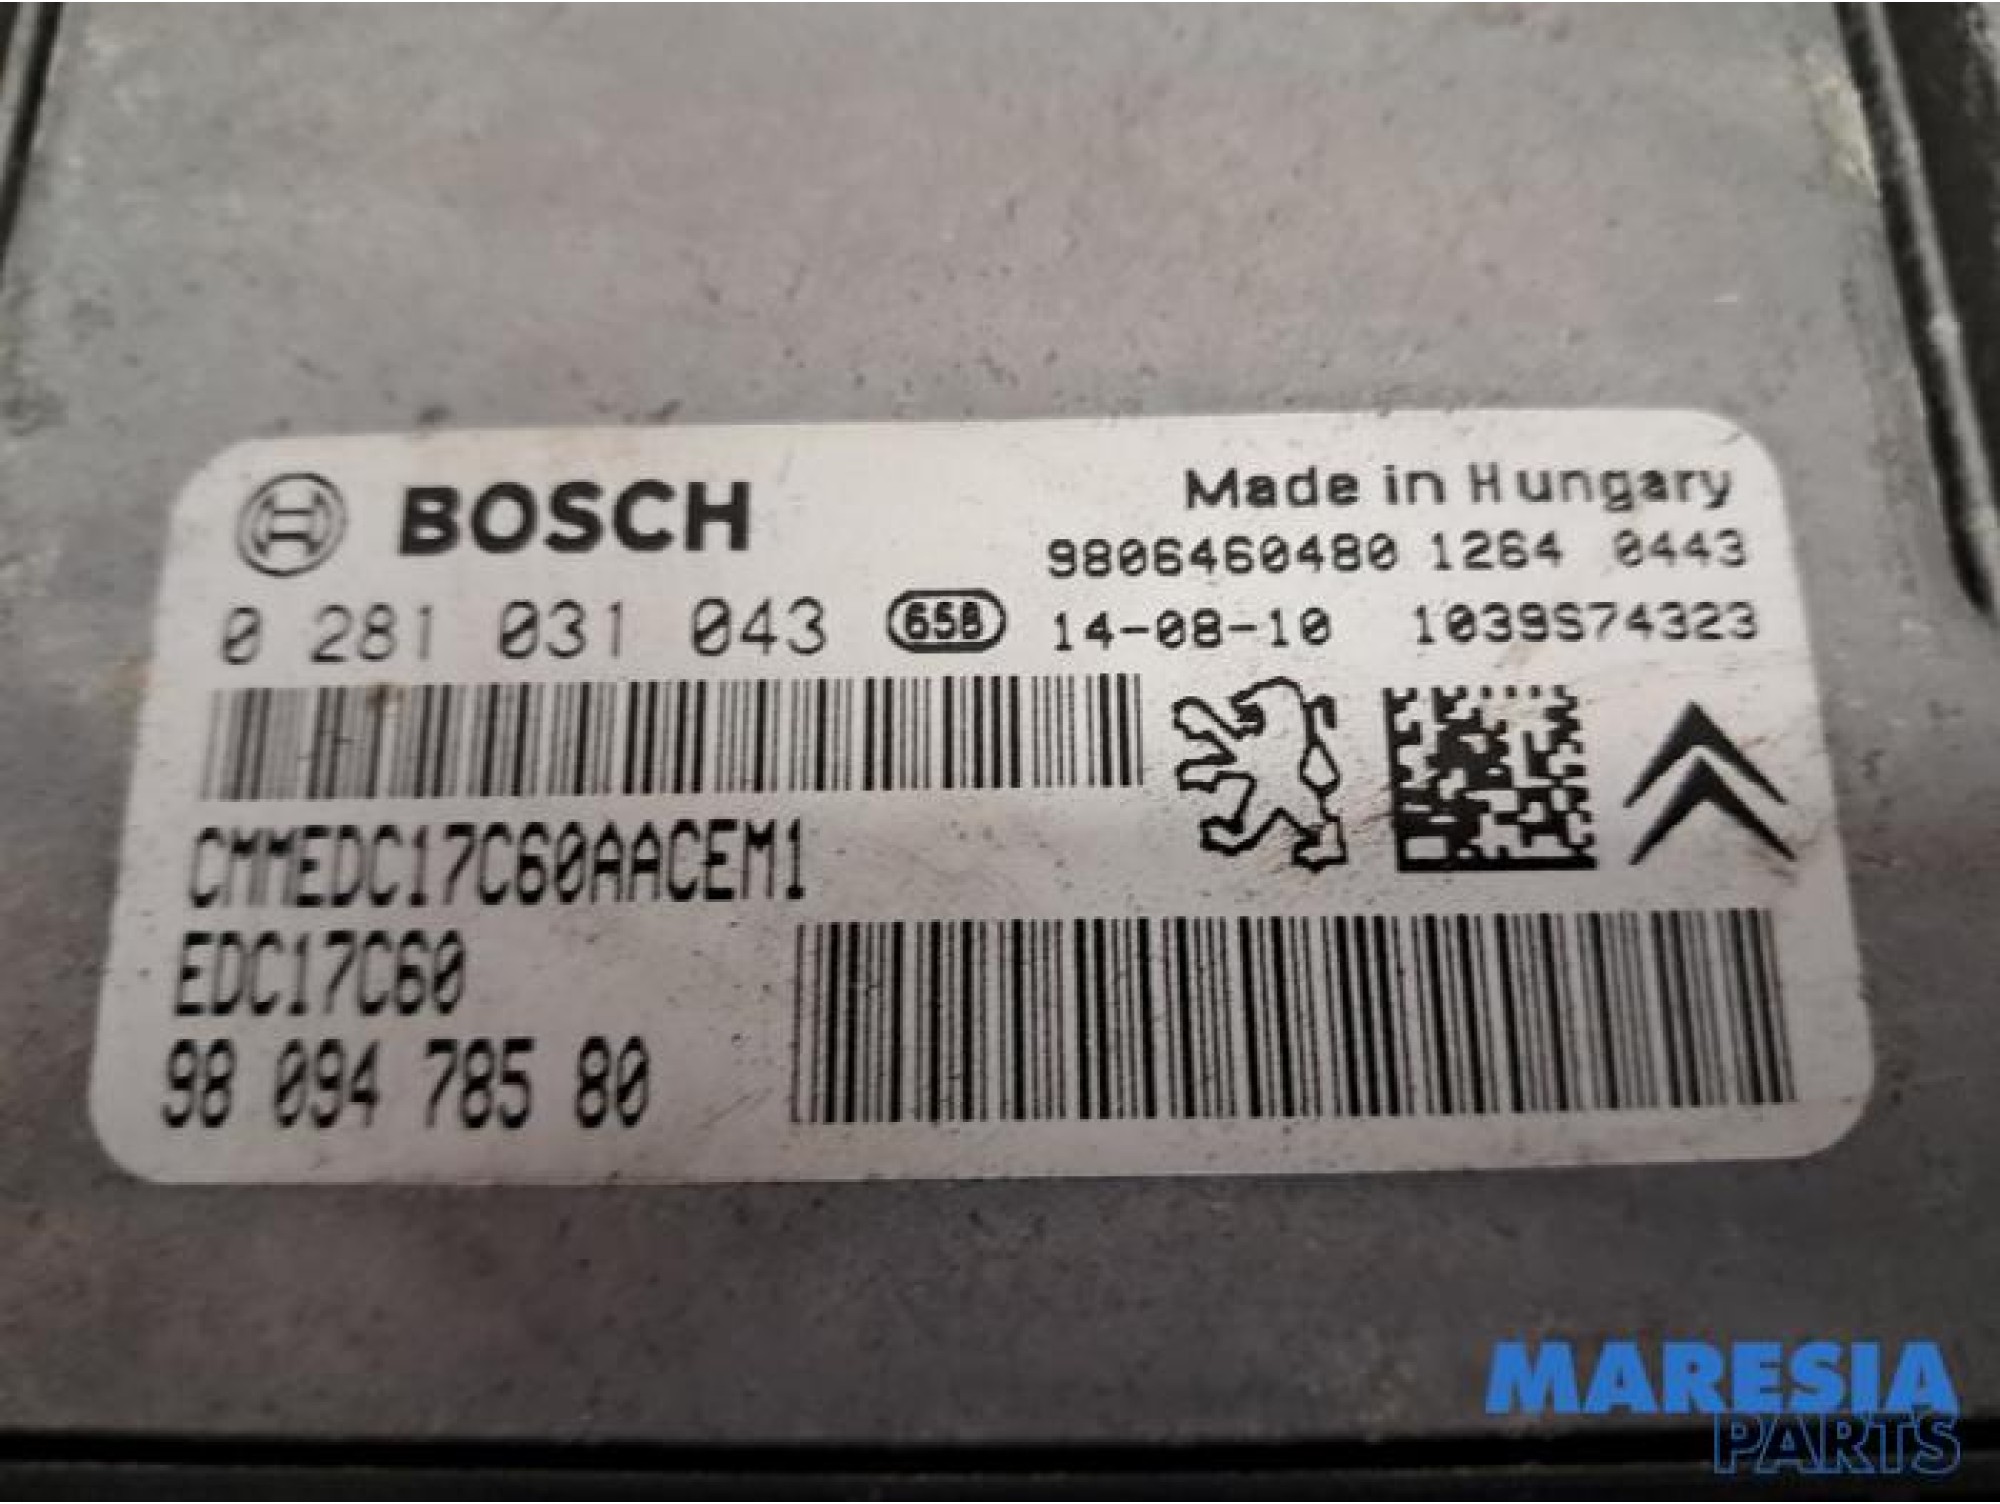 BOSCH
Made in Hungary
9806460480 1264 0443
0 281 031 043 65B 14-08-10 1039S74323
CMMEDC17C60AACEM1
EDC17C60
98 094 785 80
MARESIA
PARTS